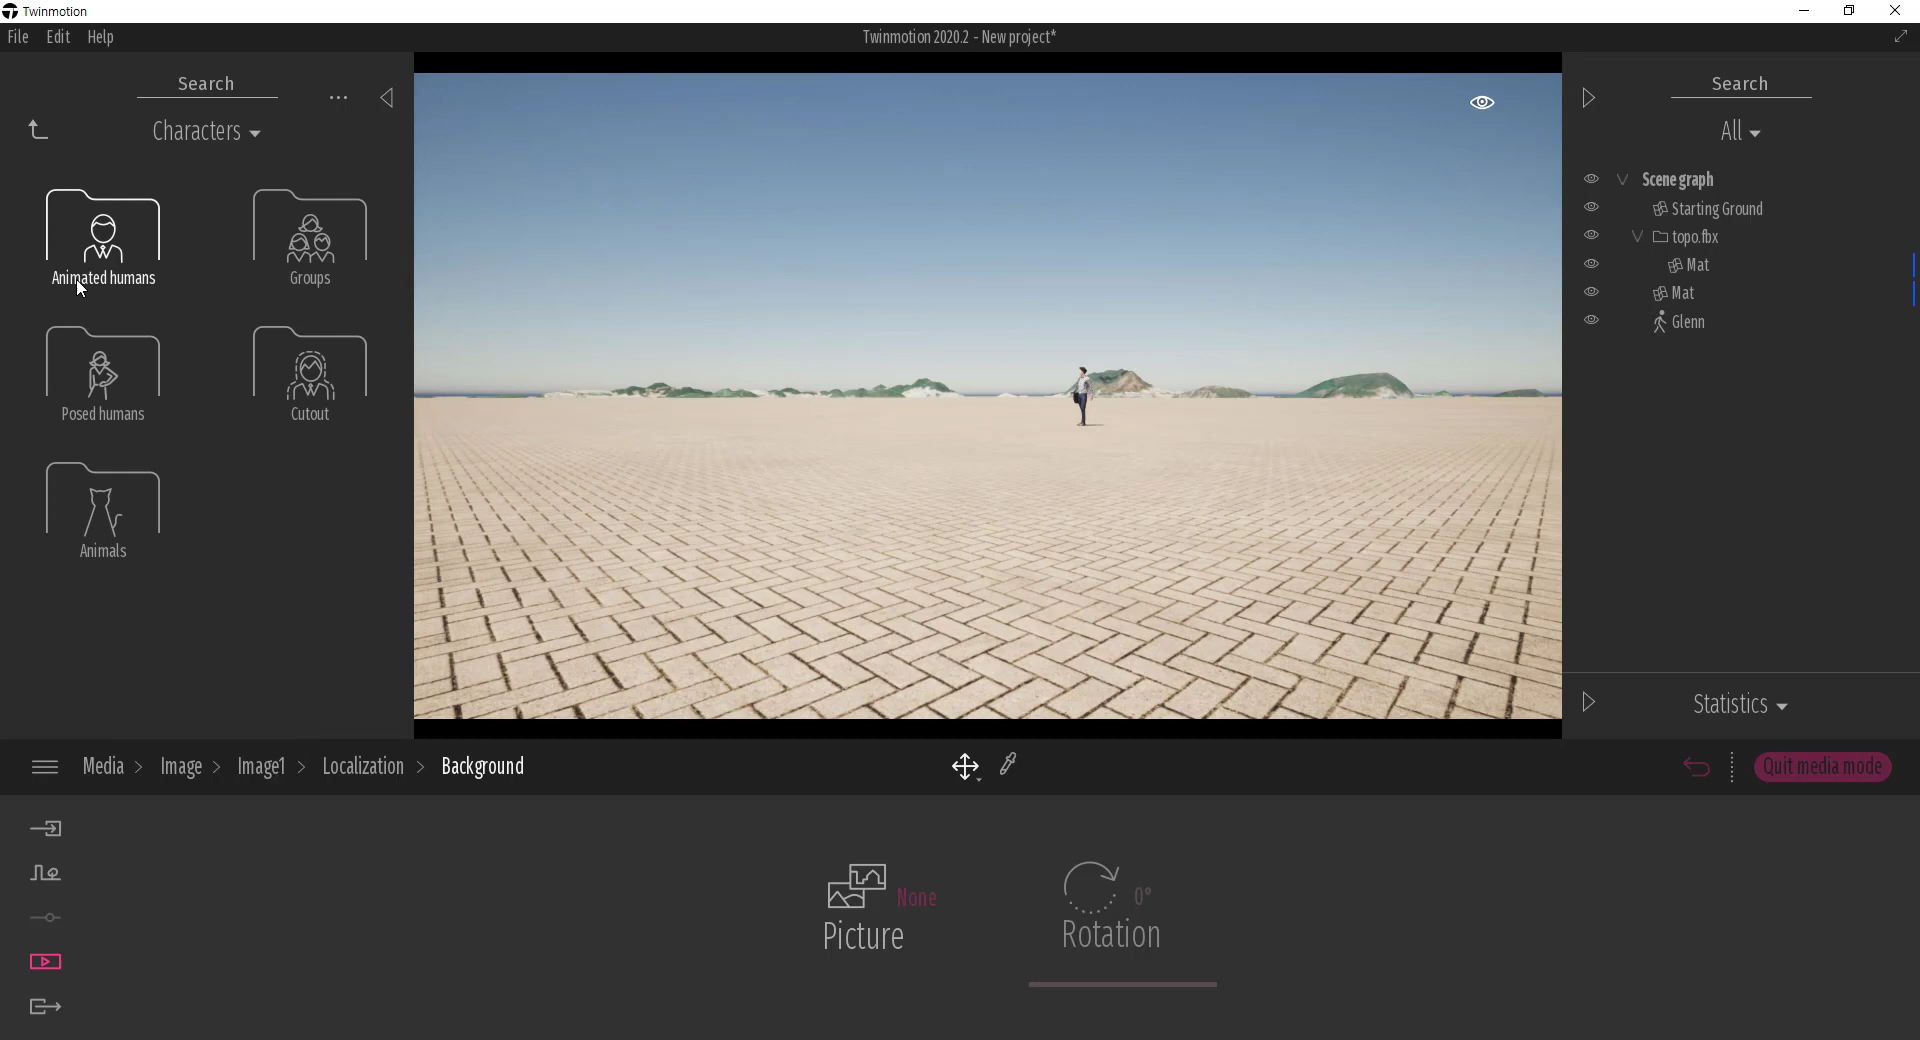 Twinmotion
File Edit Help
Twinmotion 2020.2 - New project*
Search
...
Characters
Animated humans
Groups
Posed humans
Cutout
Animals
Search
All
Scene graph
Starting Ground
topo.fbx
Mat
Mat
Glenn
Statistics
Media > Image > Image1 > Localization > Background
Quit media mode
None
Picture
0°
Rotation